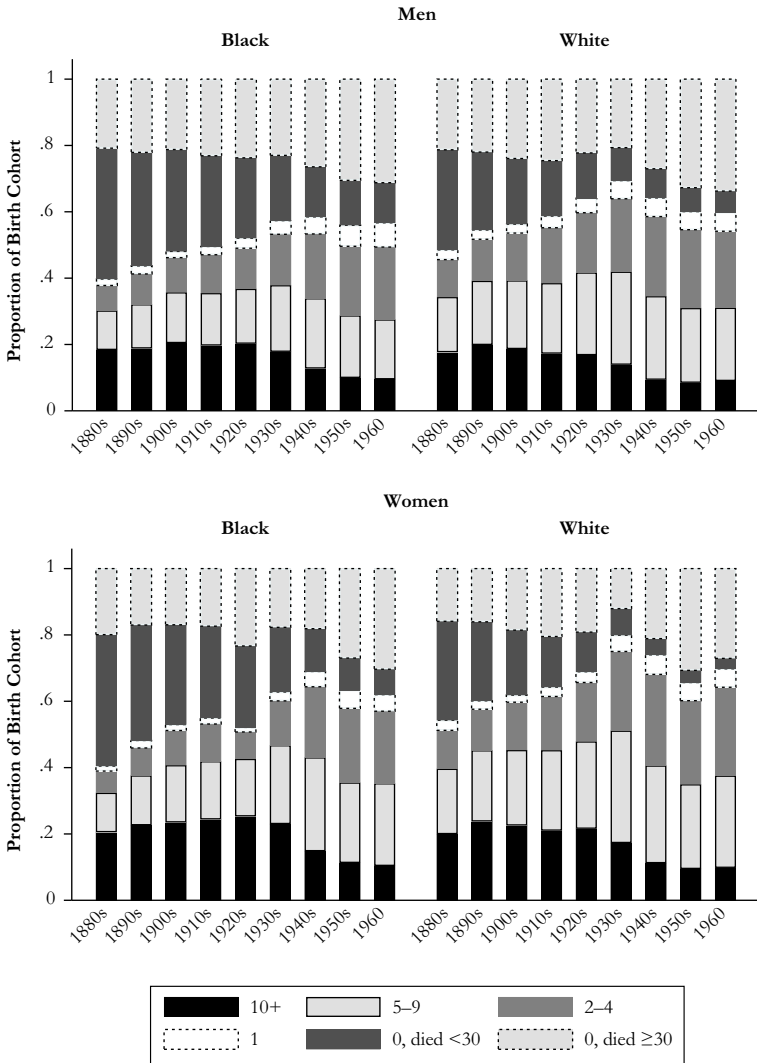 Men
Black White
Proportion of Birth Cohort
1
.8
.6
.4
.2
0
1880s 1890s 1900s 1910s 1920s 1930s 1940s 1950s 1960 1880s 1890s 1900s 1910s 1920s 1930s 1940s 1950s 1960
Women
Black White
Proportion of Birth Cohort
1
.8
.6
.4
.2
0
1880s 1890s 1900s 1910s 1920s 1930s 1940s 1950s 1960 1880s 1890s 1900s 1910s 1920s 1930s 1940s 1950s 1960
10+ 5–9 2–4
1 0, died <30 0, died ≥30